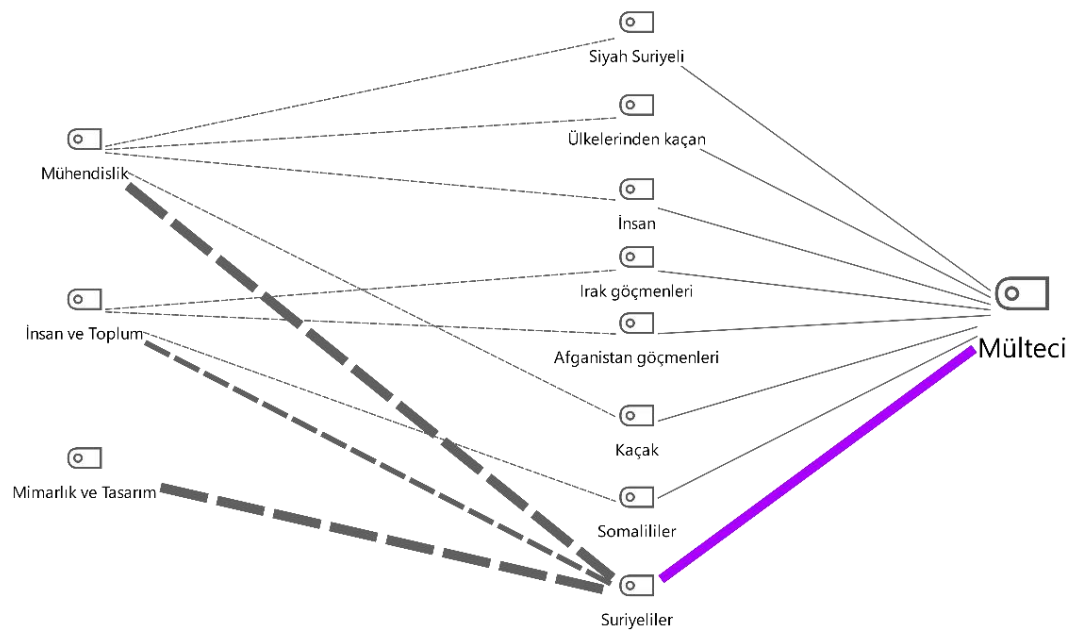 Siyah Suriyeli
Ülkelerinden kaçan
Mühendislik
İnsan
Irak göçmenleri
İnsan ve Toplum
Afganistan göçmenleri
Mülteci
Kaçak
Mimarlık ve Tasarım
Somalililer
Suriyeliler